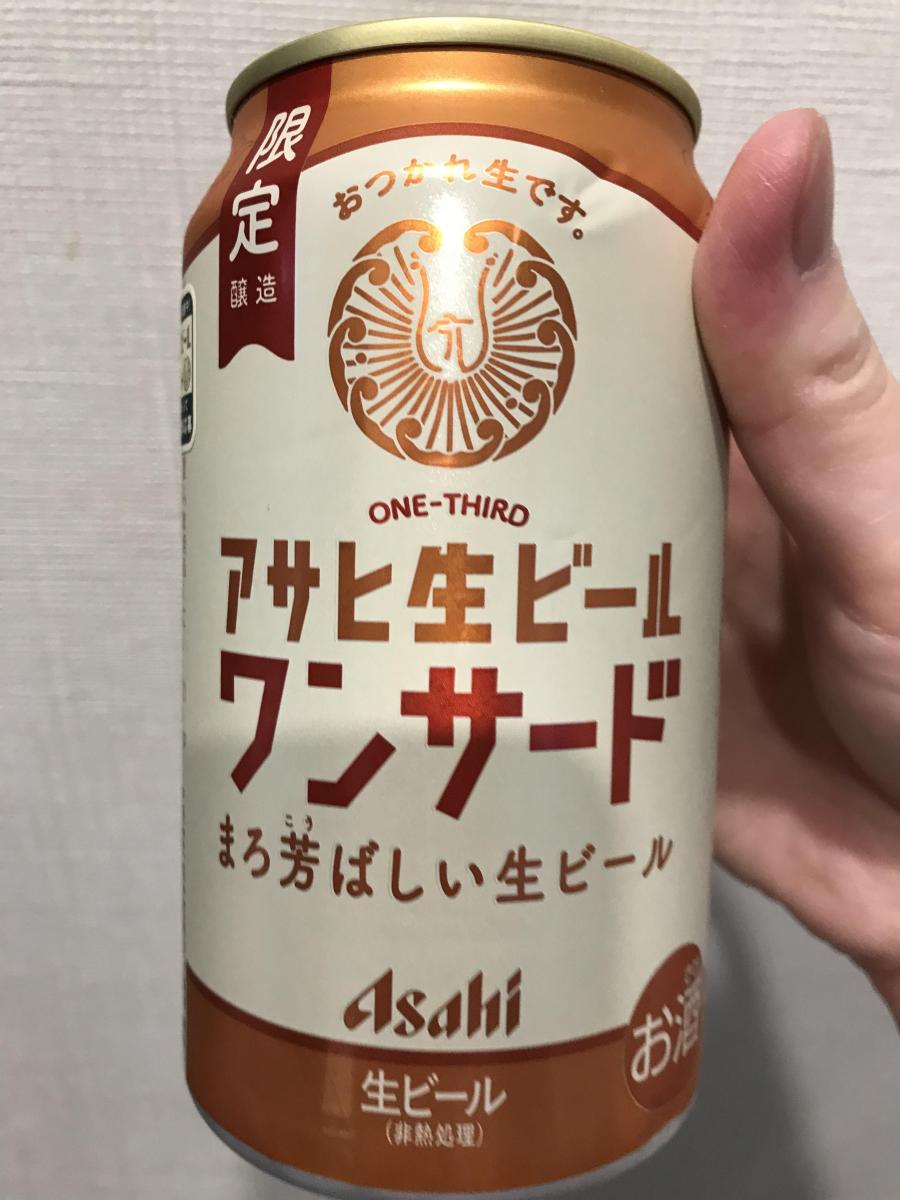 限定
醸造
おつかれ生です。
ONE-THIRD
アサヒ生ビール
ワンサード
こう
まろ芳ばしい生ビール
Asahi
お酒
生ビール
(非熱処理)